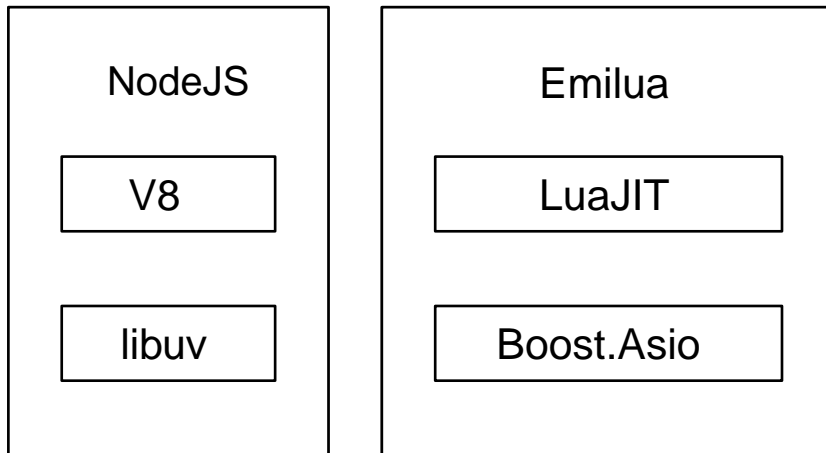 NodeJS
V8
libuv
Emilua
LuaJIT
Boost.Asio